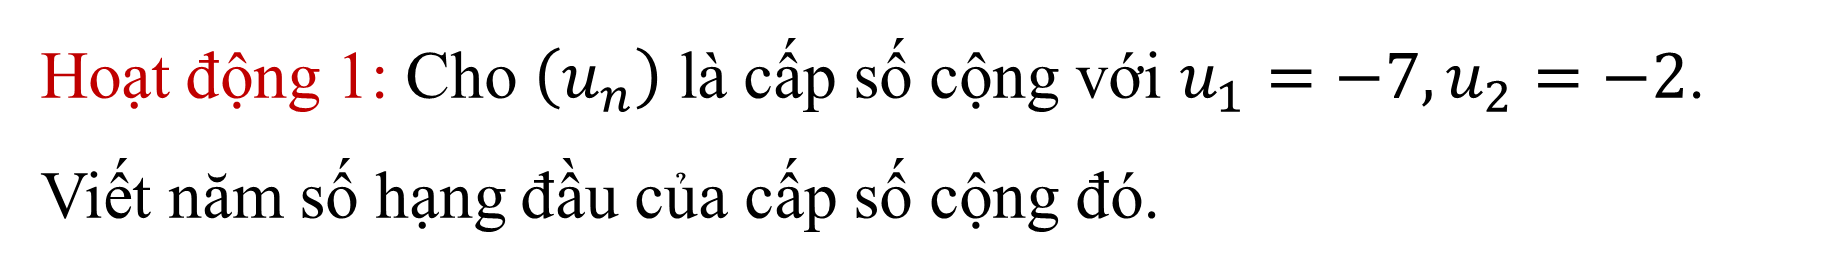 Hoạt động 1: Cho (uₙ) là cấp số cộng với u₁ = −7, u₂ = −2.
Viết năm số hạng đầu của cấp số cộng đó.